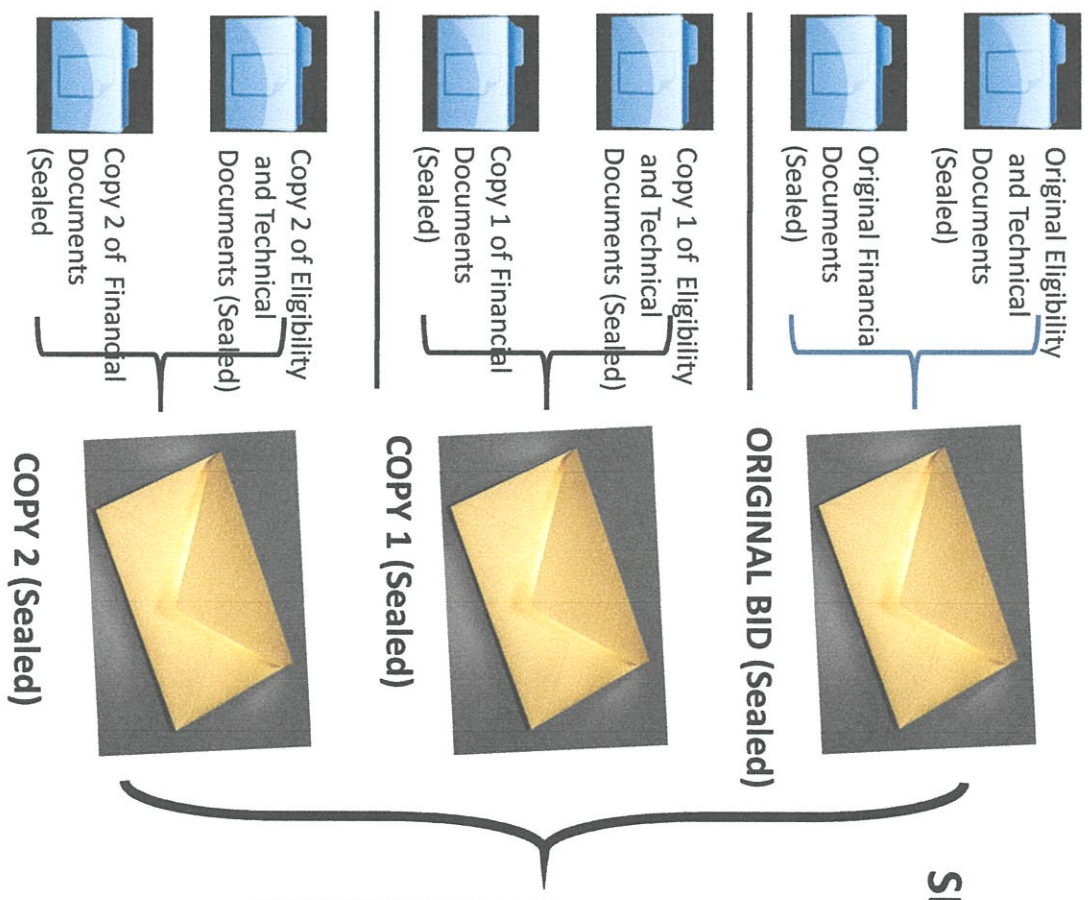 Original Eligibility
and Technical
Documents
(Sealed)
Original Financia
Documents
(Sealed)
ORIGINAL BID (Sealed)
Copy 1 of Eligibility
and Technical
Documents (Sealed)
Copy 1 of Financial
Documents
(Sealed)
COPY 1 (Sealed)
Copy 2 of Eligibility
and Technical
Documents (Sealed)
Copy 2 of Financial
Documents
(Sealed
COPY 2 (Sealed)